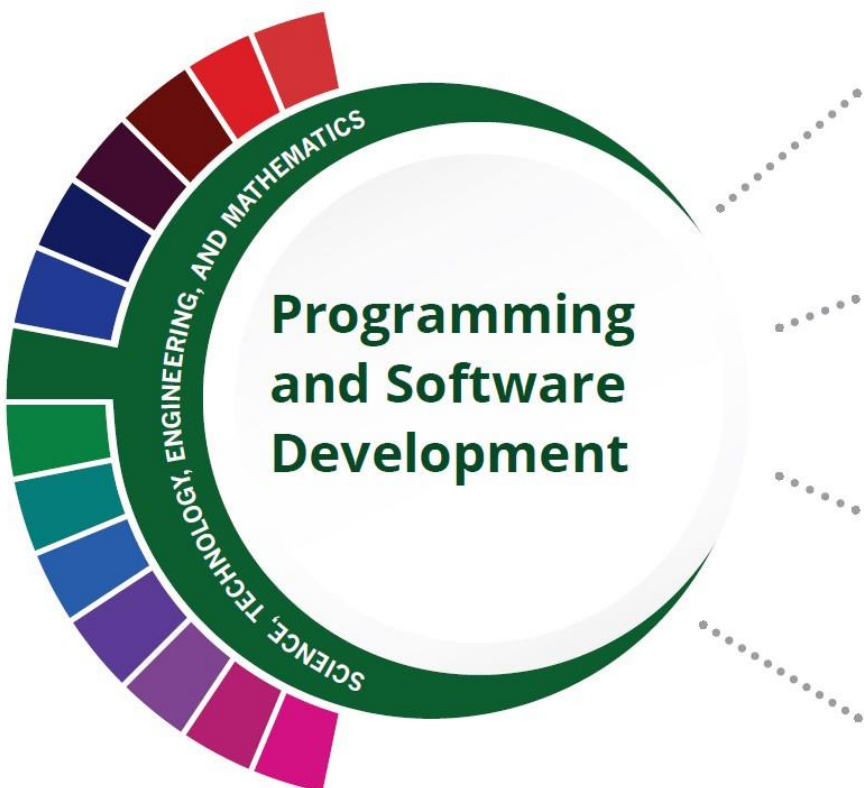 SCIENCE, TECHNOLOGY, ENGINEERING, AND MATHEMATICS
Programming
and Software
Development